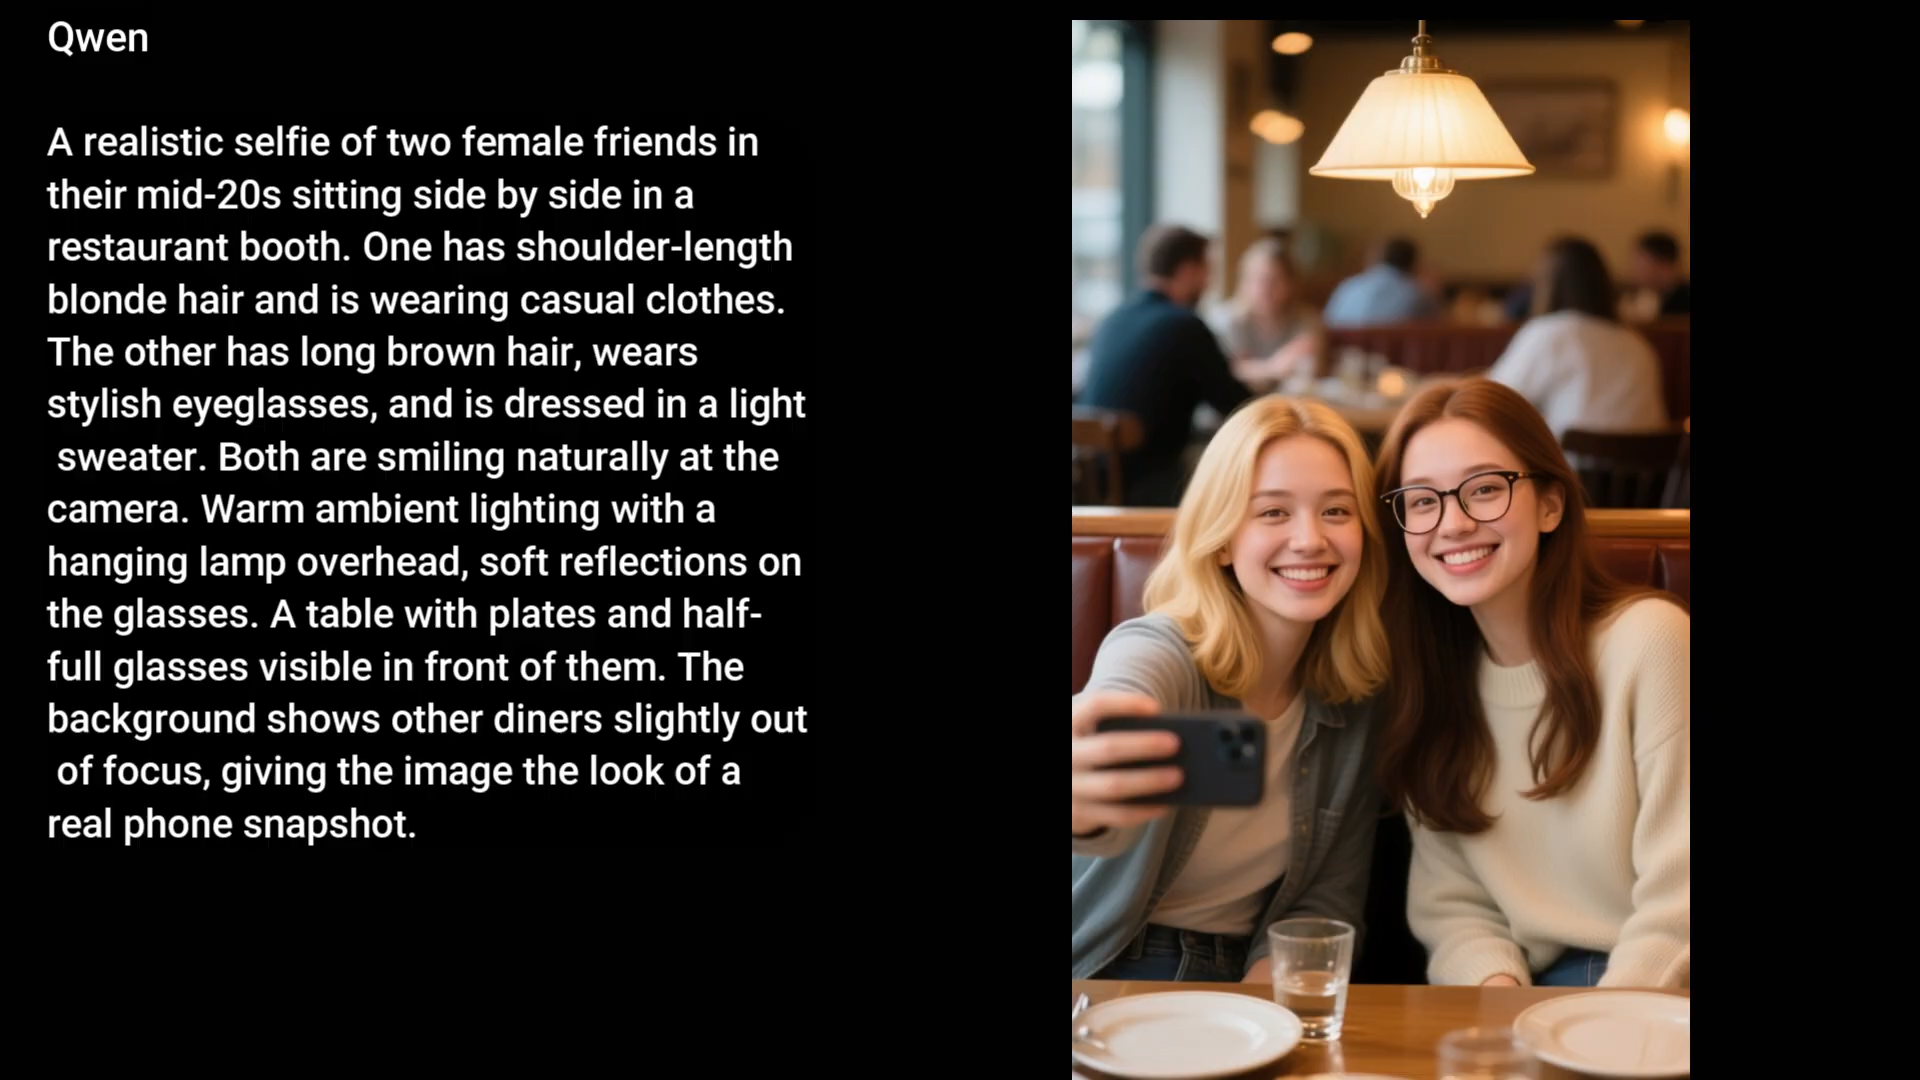 Qwen
A realistic selfie of two female friends in
their mid-20s sitting side by side in a
restaurant booth. One has shoulder-length
blonde hair and is wearing casual clothes.
The other has long brown hair, wears
stylish eyeglasses, and is dressed in a light
sweater. Both are smiling naturally at the
camera. Warm ambient lighting with a
hanging lamp overhead, soft reflections on
the glasses. A table with plates and half-
full glasses visible in front of them. The
background shows other diners slightly out
of focus, giving the image the look of a
real phone snapshot.